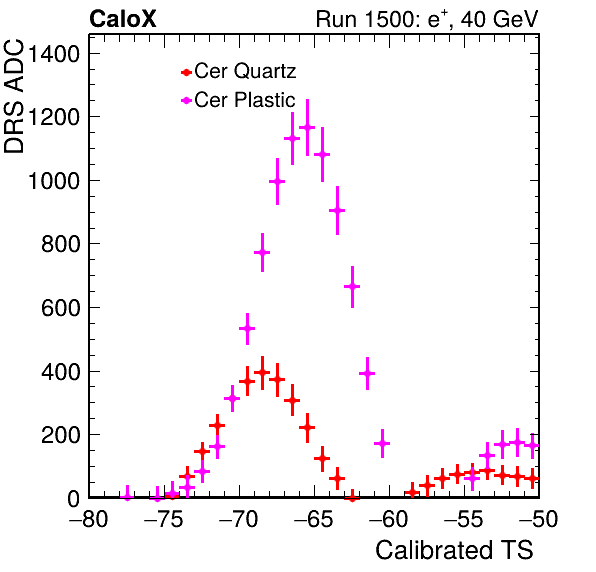 CaloX Run 1500: e+, 40 GeV
DRS ADC
1400
1200
1000
800
600
400
200
0
Cer Quartz
Cer Plastic
−80 −75 −70 −65 −60 −55 −50
Calibrated TS